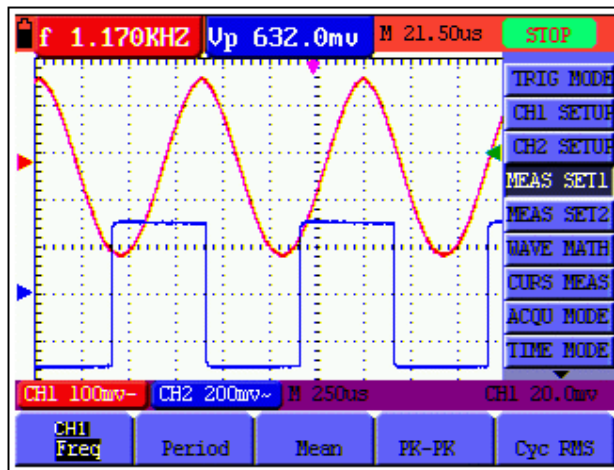 f 1.170KHZ Vp 632.0mv M 21.50us STOP
TRIG MODE
CH1 SETUP
CH2 SETUP
MEAS SET1
MEAS SET2
WAVE MATH
CURS MEAS
ACQU MODE
TIME MODE
CH1 100mv- CH2 200mv~ M 250us CH1 20.0mv
CH1
Freq Period Mean PK-PK Cyc RMS